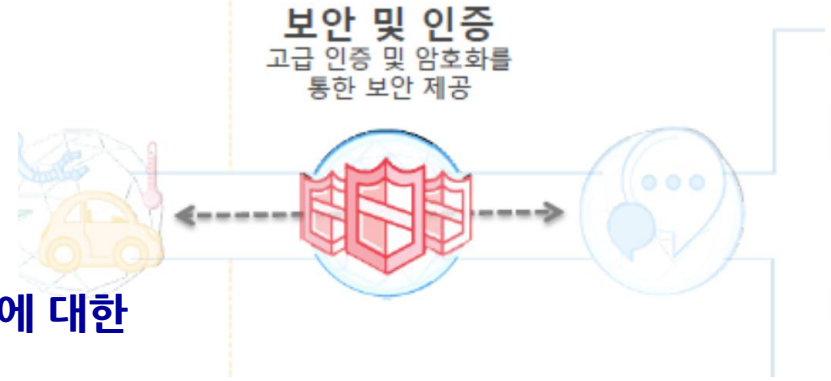 보안 및 인증
고급 인증 및 암호화를
통한 보안 제공
에 대한